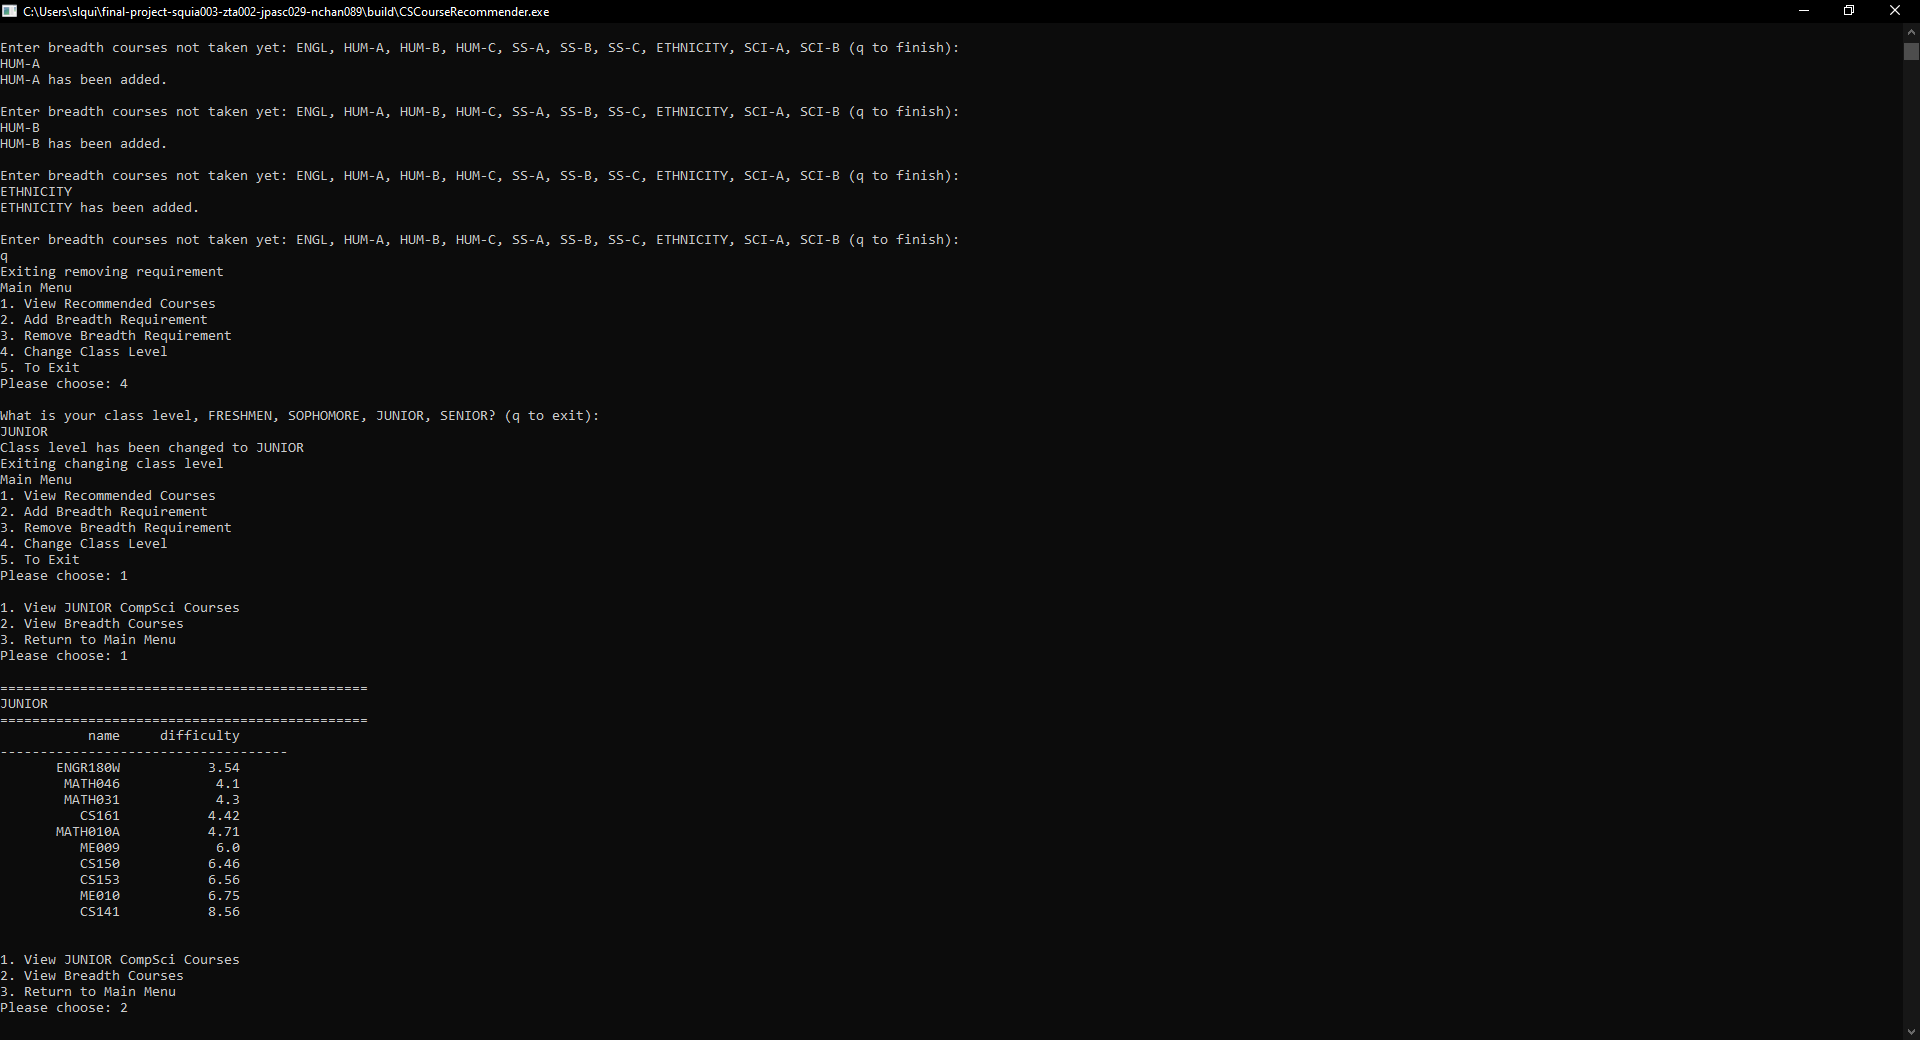 C:\Users\slqui\final-project-squia003-zta002-jpasc029-nchan089\build\CSCourseRecommender.exe
Enter breadth courses not taken yet: ENGL, HUM-A, HUM-B, HUM-C, SS-A, SS-B, SS-C, ETHNICITY, SCI-A, SCI-B (q to finish):
HUM-A
HUM-A has been added.
Enter breadth courses not taken yet: ENGL, HUM-A, HUM-B, HUM-C, SS-A, SS-B, SS-C, ETHNICITY, SCI-A, SCI-B (q to finish):
HUM-B
HUM-B has been added.
Enter breadth courses not taken yet: ENGL, HUM-A, HUM-B, HUM-C, SS-A, SS-B, SS-C, ETHNICITY, SCI-A, SCI-B (q to finish):
ETHNICITY
ETHNICITY has been added.
Enter breadth courses not taken yet: ENGL, HUM-A, HUM-B, HUM-C, SS-A, SS-B, SS-C, ETHNICITY, SCI-A, SCI-B (q to finish):
q
Exiting removing requirement
Main Menu
1. View Recommended Courses
2. Add Breadth Requirement
3. Remove Breadth Requirement
4. Change Class Level
5. To Exit
Please choose: 4
What is your class level, FRESHMEN, SOPHOMORE, JUNIOR, SENIOR? (q to exit):
JUNIOR
Class level has been changed to JUNIOR
Exiting changing class level
Main Menu
1. View Recommended Courses
2. Add Breadth Requirement
3. Remove Breadth Requirement
4. Change Class Level
5. To Exit
Please choose: 1
1. View JUNIOR CompSci Courses
2. View Breadth Courses
3. Return to Main Menu
Please choose: 1
==============================================
JUNIOR
==============================================
name difficulty
------------------------------------
ENGR180W 3.54
MATH046 4.1
MATH031 4.3
CS161 4.42
MATH010A 4.71
ME009 6.0
CS150 6.46
CS153 6.56
ME010 6.75
CS141 8.56
1. View JUNIOR CompSci Courses
2. View Breadth Courses
3. Return to Main Menu
Please choose: 2